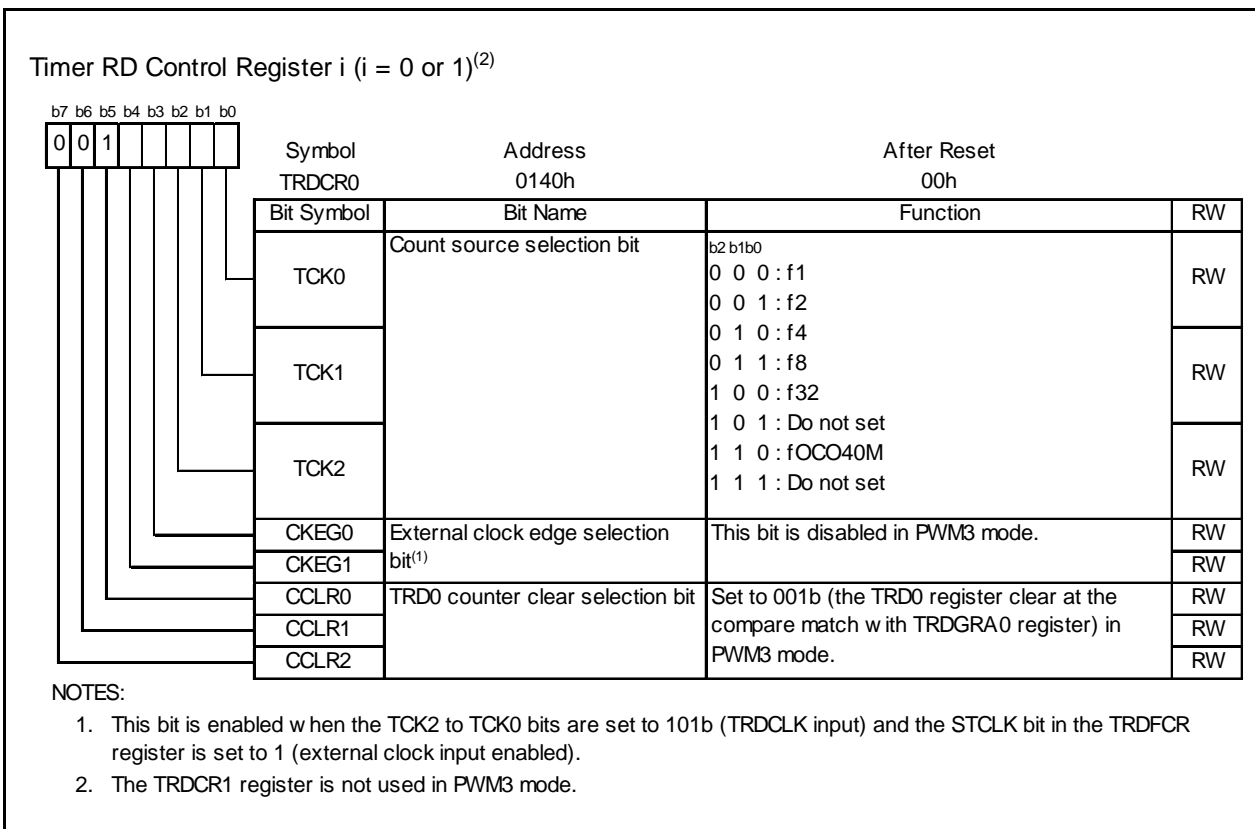 Timer RD Control Register i (i = 0 or 1)(2)
b7 b6 b5 b4 b3 b2 b1 b0
0 0 1
Symbol Address After Reset
TRDCR0 0140h 00h
Bit Symbol Bit Name Function RW
TCK0 Count source selection bit b2 b1b0 RW
0 0 0 : f1
0 0 1 : f2
0 1 0 : f4
TCK1 0 1 1 : f8 RW
1 0 0 : f32
1 0 1 : Do not set
TCK2 1 1 0 : fOCO40M RW
1 1 1 : Do not set
CKEG0 External clock edge selection This bit is disabled in PWM3 mode. RW
CKEG1 bit(1) RW
CCLR0 TRD0 counter clear selection bit Set to 001b (the TRD0 register clear at the RW
CCLR1 compare match with TRDGRA0 register) in RW
CCLR2 PWM3 mode. RW
NOTES:
1. This bit is enabled when the TCK2 to TCK0 bits are set to 101b (TRDCLK input) and the STCLK bit in the TRDFCR
register is set to 1 (external clock input enabled).
2. The TRDCR1 register is not used in PWM3 mode.